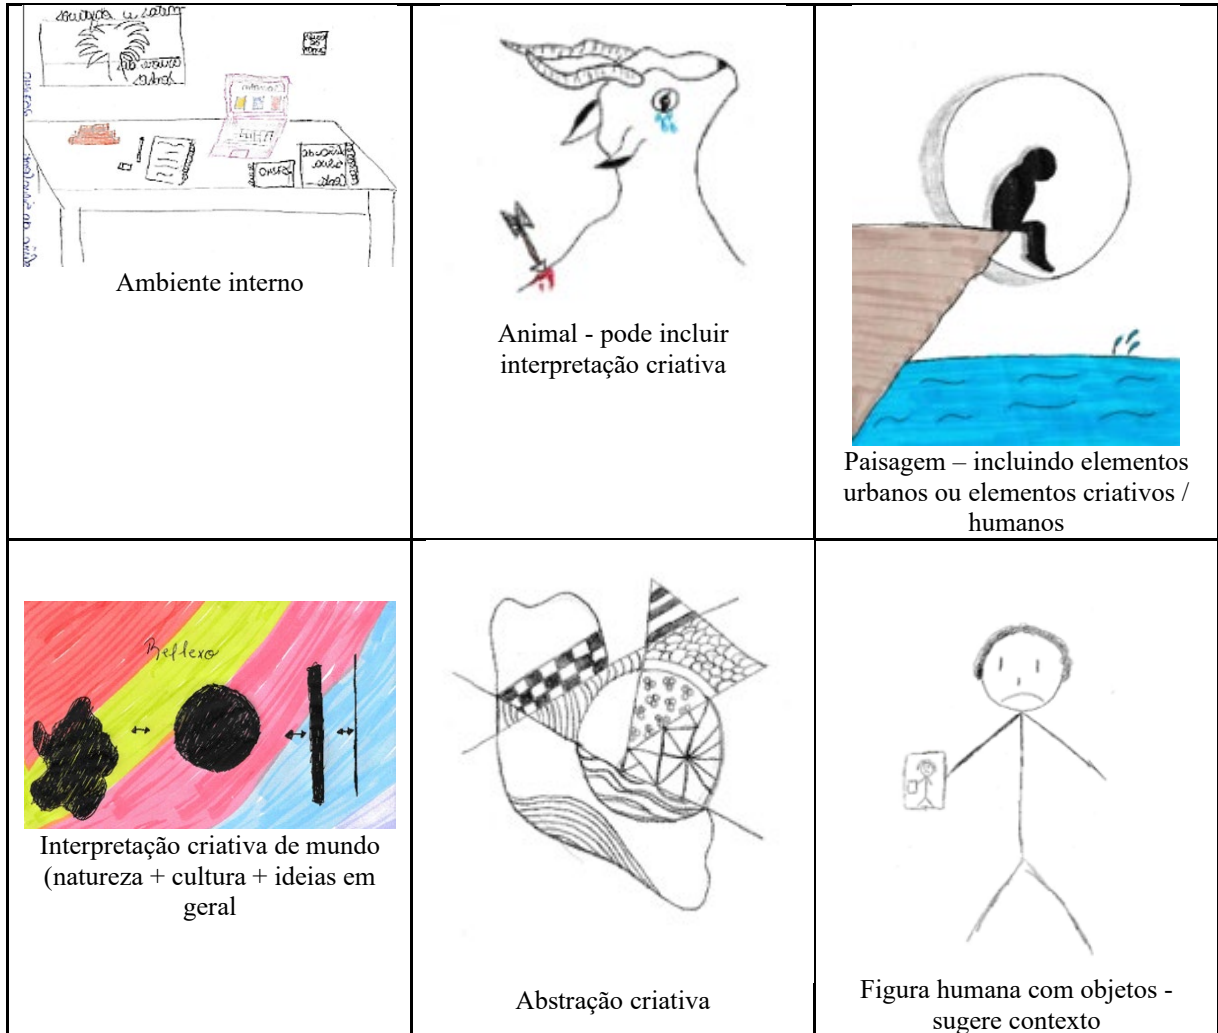 Ambiente interno
Animal - pode incluir
interpretação criativa
Paisagem – incluindo elementos
urbanos ou elementos criativos /
humanos
Reflexo
Interpretação criativa de mundo
(natureza + cultura + ideias em
geral
Abstração criativa
Figura humana com objetos -
sugere contexto